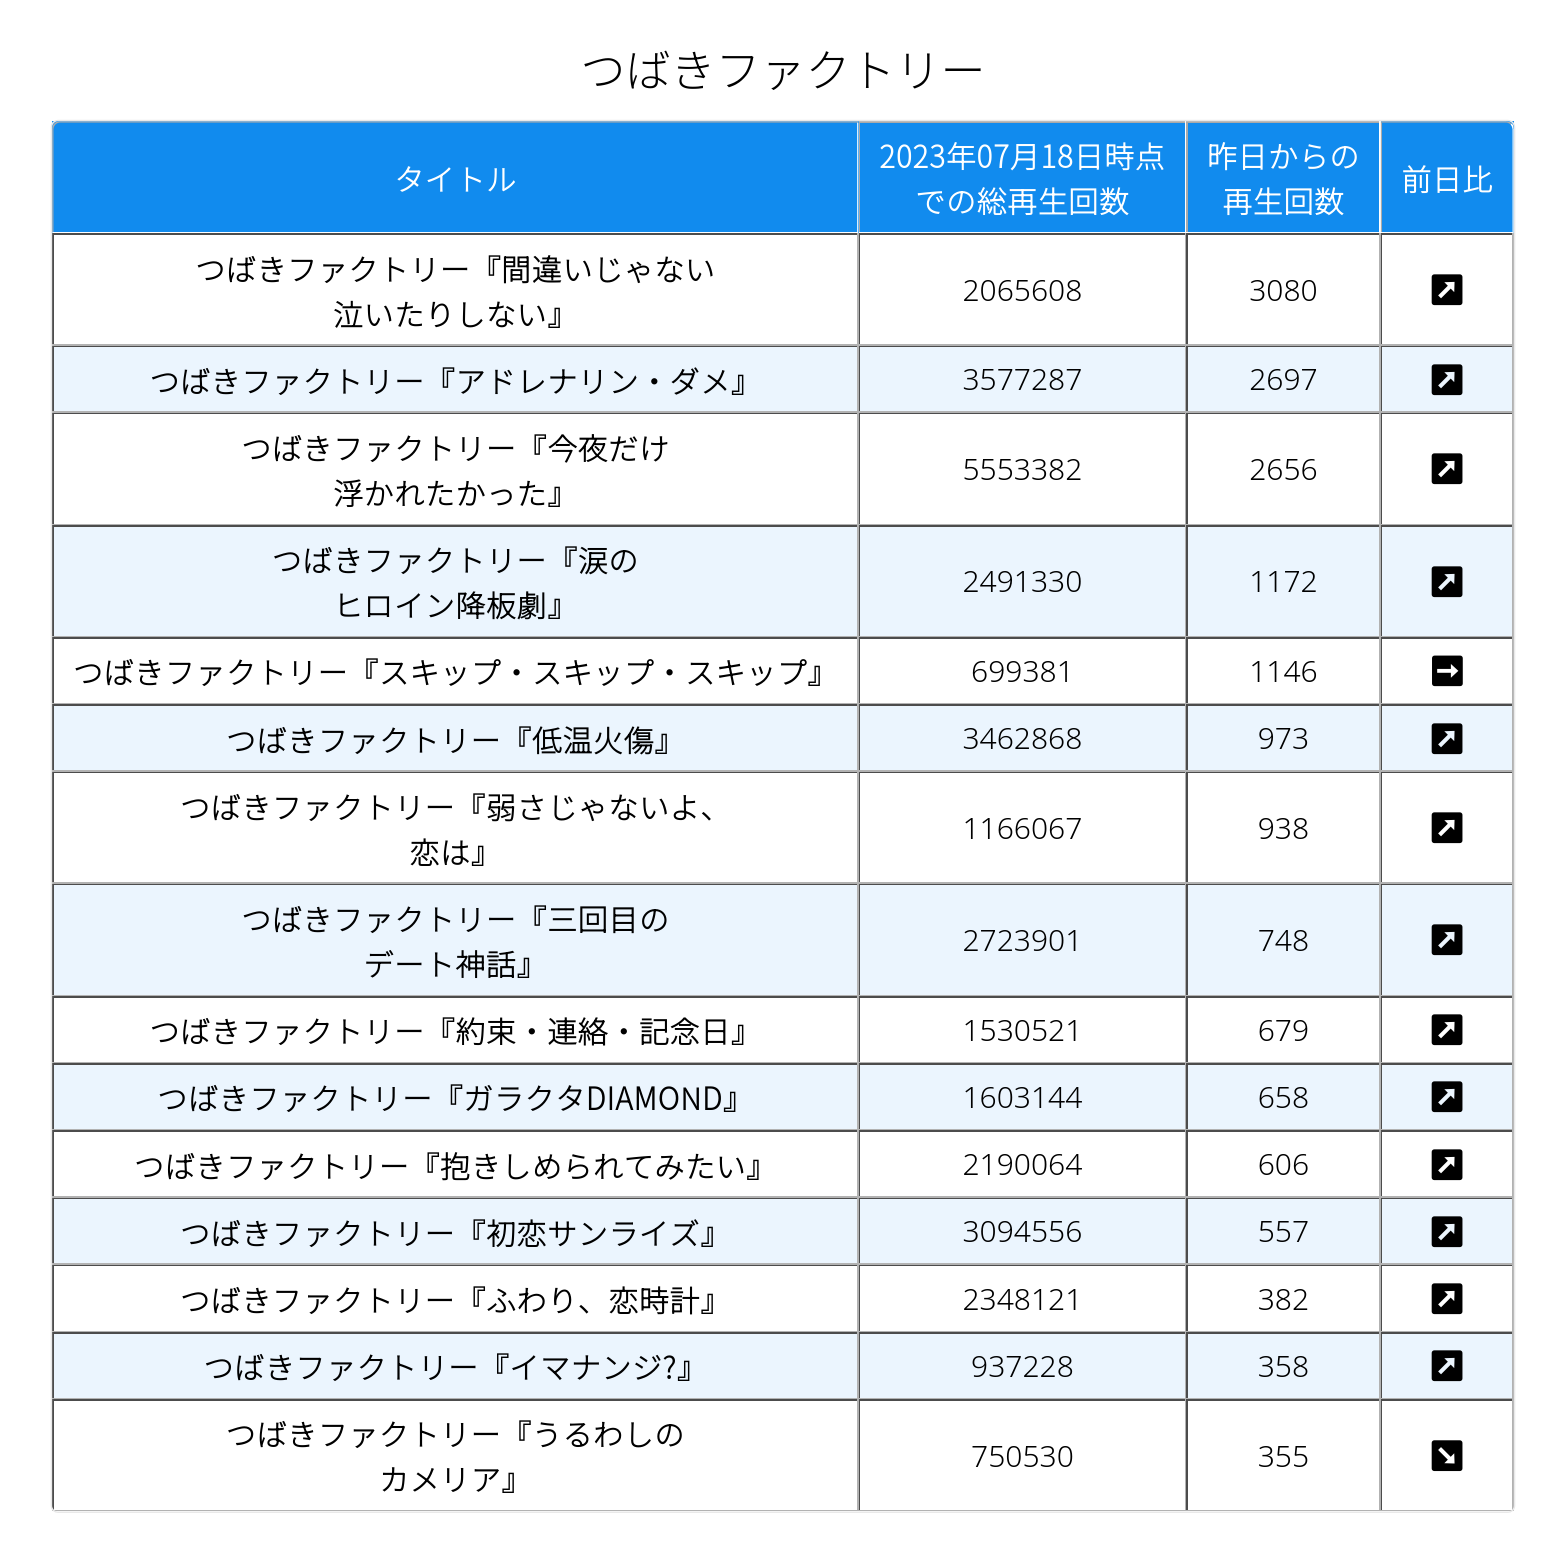 つばきファクトリー
タイトル
2023年07月18日時点
での総再生回数
昨日からの
再生回数
前日比
つばきファクトリー『間違いじゃない
泣いたりしない』
2065608
3080
つばきファクトリー『アドレナリン・ダメ』
3577287
2697
つばきファクトリー『今夜だけ
浮かれたかった』
5553382
2656
つばきファクトリー『涙の
ヒロイン降板劇』
2491330
1172
つばきファクトリー『スキップ・スキップ・スキップ』
699381
1146
つばきファクトリー『低温火傷』
3462868
973
つばきファクトリー『弱さじゃないよ、
恋は』
1166067
938
つばきファクトリー『三回目の
デート神話』
2723901
748
つばきファクトリー『約束・連絡・記念日』
1530521
679
つばきファクトリー『ガラクタDIAMOND』
1603144
658
つばきファクトリー『抱きしめられてみたい』
2190064
606
つばきファクトリー『初恋サンライズ』
3094556
557
つばきファクトリー『ふわり、恋時計』
2348121
382
つばきファクトリー『イマナンジ?』
937228
358
つばきファクトリー『うるわしの
カメリア』
750530
355